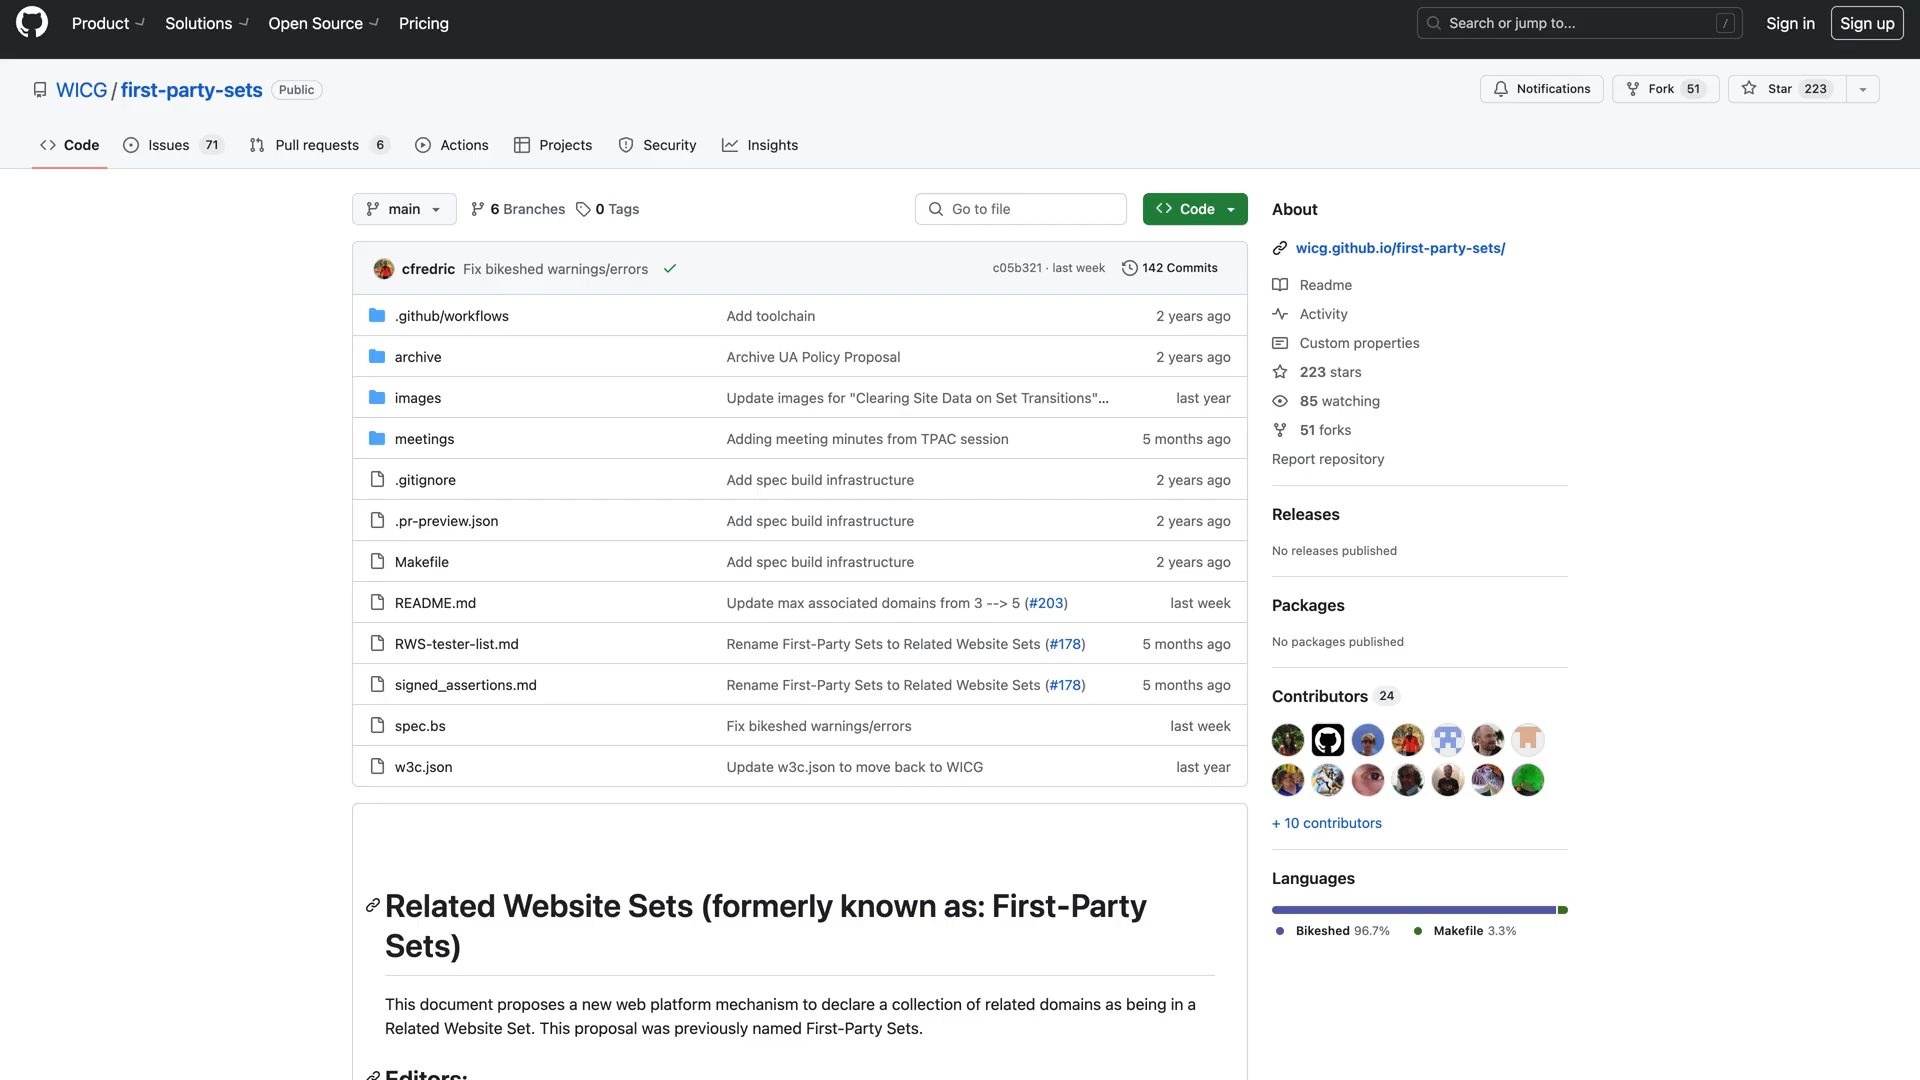 Product Solutions Open Source Pricing Search or jump to... / Sign in Sign up
WICG / first-party-sets Public Notifications Fork 51 Star 223
Code Issues 71 Pull requests 6 Actions Projects Security Insights
main 6 Branches 0 Tags Go to file Code
cfredric Fix bikeshed warnings/errors c05b321 · last week 142 Commits
.github/workflows Add toolchain 2 years ago
archive Archive UA Policy Proposal 2 years ago
images Update images for "Clearing Site Data on Set Transitions"... last year
meetings Adding meeting minutes from TPAC session 5 months ago
.gitignore Add spec build infrastructure 2 years ago
.pr-preview.json Add spec build infrastructure 2 years ago
Makefile Add spec build infrastructure 2 years ago
README.md Update max associated domains from 3 --> 5 (#203) last week
RWS-tester-list.md Rename First-Party Sets to Related Website Sets (#178) 5 months ago
signed_assertions.md Rename First-Party Sets to Related Website Sets (#178) 5 months ago
spec.bs Fix bikeshed warnings/errors last week
w3c.json Update w3c.json to move back to WICG last year
Related Website Sets (formerly known as: First-Party
Sets)
This document proposes a new web platform mechanism to declare a collection of related domains as being in a
Related Website Set. This proposal was previously named First-Party Sets.
Editors:
About
wicg.github.io/first-party-sets/
Readme
Activity
Custom properties
223 stars
85 watching
51 forks
Report repository
Releases
No releases published
Packages
No packages published
Contributors 24
+ 10 contributors
Languages
Bikeshed 96.7% Makefile 3.3%